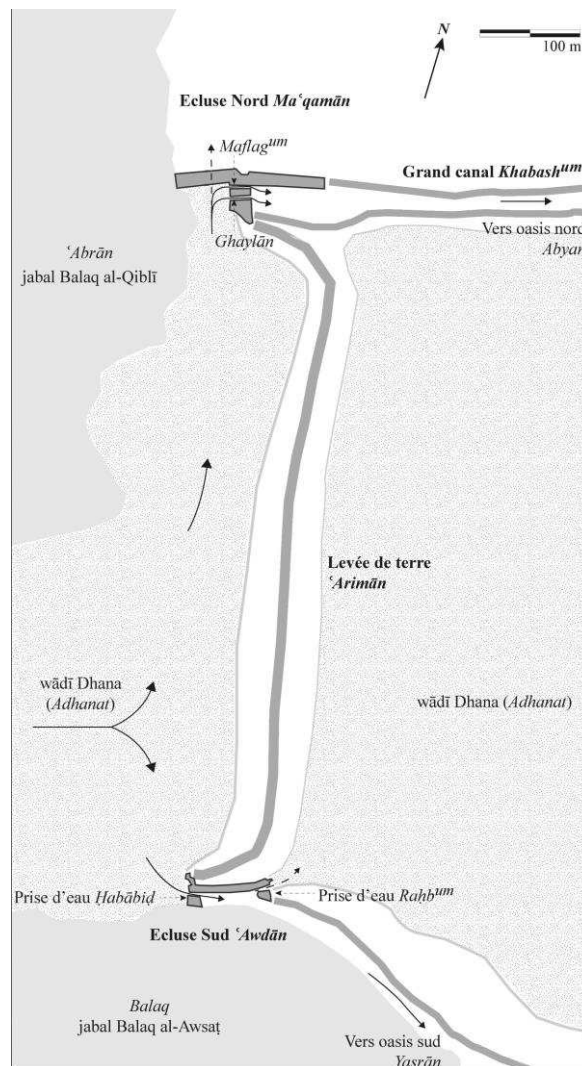 N
100 m
Ecluse Nord Maʿqamān
Maflagum
Grand canal Khabashum
Vers oasis nord
Abyan
Ghaylān
ʿAbrān
jabal Balaq al-Qiblī
Levée de terre
ʿArimān
wādī Dhana
(Adhanat)
wādī Dhana (Adhanat)
Prise d’eau Ḥabābiḍ
Prise d’eau Raḥbum
Ecluse Sud ʿAwdān
Balaq
jabal Balaq al-Awsaṭ
Vers oasis sud
Yasrān